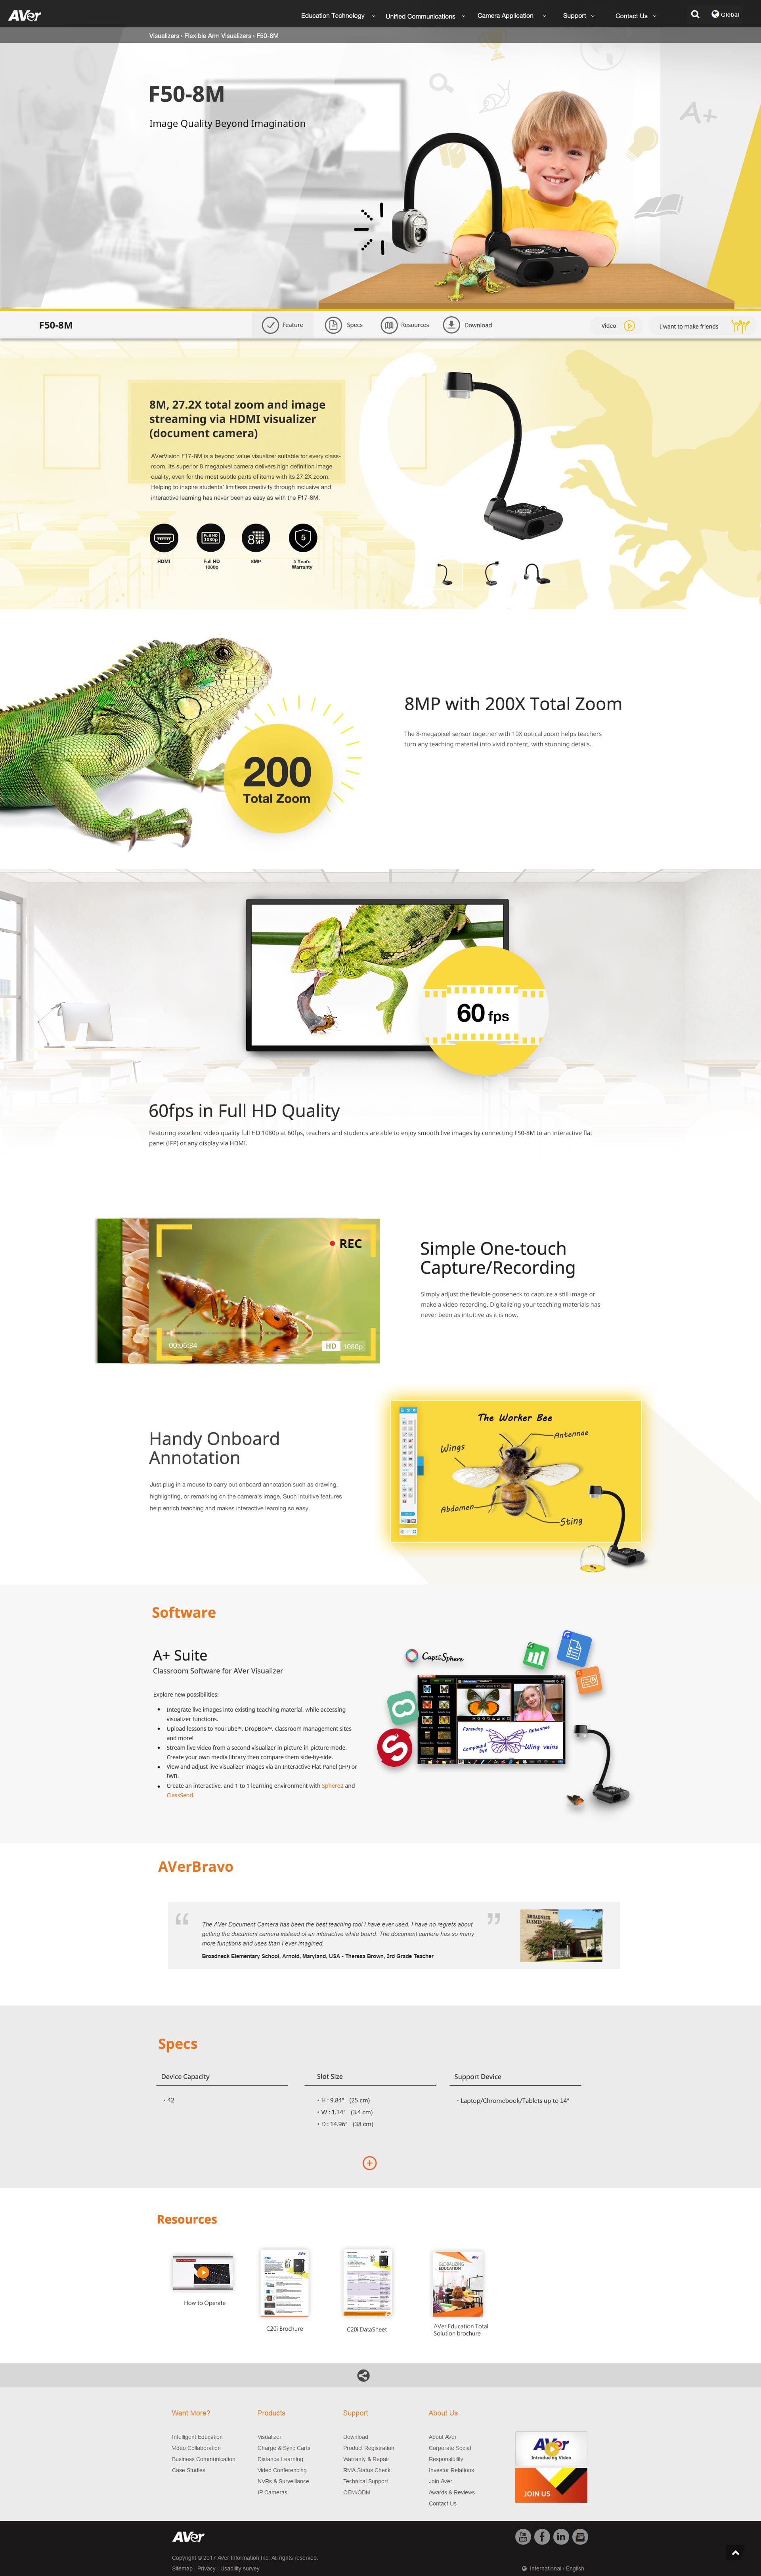 AVer
Education Technology
Unified Communications
Camera Application
Support
Contact Us
Global
Visualizers › Flexible Arm Visualizers › F50-8M
F50-8M
Image Quality Beyond Imagination
A+
F50-8M
Feature
Specs
Resources
Download
Video
I want to make friends
8M, 27.2X total zoom and image
streaming via HDMI visualizer
(document camera)
AVerVision F17-8M is a beyond value visualizer suitable for every class-
room. Its superior 8 megapixel camera delivers high definition image
quality, even for the most subtle parts of items with its 27.2X zoom.
Helping to inspire students' limitless creativity through inclusive and
interactive learning has never been as easy as with the F17-8M.
HDMI
Full HD
1080p
8MP
5 Years
Warranty
8MP with 200X Total Zoom
The 8-megapixel sensor together with 10X optical zoom helps teachers
turn any teaching material into vivid content, with stunning details.
200
Total Zoom
60 fps
60fps in Full HD Quality
Featuring excellent video quality full HD 1080p at 60fps, teachers and students are able to enjoy smooth live images by connecting F50-8M to an interactive flat
panel (IFP) or any display via HDMI.
REC
00:05:34
HD 1080p
Simple One-touch
Capture/Recording
Simply adjust the flexible gooseneck to capture a still image or
make a video recording. Digitalizing your teaching materials has
never been as intuitive as it is now.
Handy Onboard
Annotation
Just plug in a mouse to carry out onboard annotation such as drawing,
highlighting, or remarking on the camera's image. Such intuitive features
help enrich teaching and makes interactive learning so easy.
The Worker Bee
Antennae
Wings
Abdomen
Sting
Software
A+ Suite
Classroom Software for AVer Visualizer
Explore new possibilities!
• Integrate live images into existing teaching material, while accessing
visualizer functions.
• Upload lessons to YouTube™, DropBox™, classroom management sites
and more!
• Stream live video from a second visualizer in picture-in-picture mode.
Create your own media library then compare them side-by-side.
• View and adjust live visualizer images via an Interactive Flat Panel (IFP) or
IWB.
• Create an interactive, and 1 to 1 learning environment with Sphere2 and
ClassSend.
CaptiSphere
Forewing
Antennae
Compound
Eye
Wing veins
AVerBravo
The AVer Document Camera has been the best teaching tool I have ever used. I have no regrets about
getting the document camera instead of an interactive white board. The document camera has so many
more functions and uses than I ever imagined.
Broadneck Elementary School, Arnold, Maryland, USA - Theresa Brown, 3rd Grade Teacher
BROADNECK
Specs
Device Capacity
Slot Size
Support Device
• 42
• H : 9.84" (25 cm)
• W : 1.34" (3.4 cm)
• D : 14.96" (38 cm)
• Laptop/Chromebook/Tablets up to 14"
Resources
How to Operate
C20i Brochure
C20i DataSheet
AVer Education Total
Solution brochure
Want More?
Intelligent Education
Video Collaboration
Business Communication
Case Studies
Products
Visualizer
Charge & Sync Carts
Distance Learning
Video Conferencing
NVRs & Surveillance
IP Cameras
Support
Download
Product Registration
Warranty & Repair
RMA Status Check
Technical Support
OEM/ODM
About Us
About AVer
Corporate Social
Responsibility
Investor Relations
Join AVer
Awards & Reviews
Contact Us
AVer
Introducing Video
JOIN US
AVer
Copyright © 2017 AVer Information Inc. All rights reserved.
Sitemap | Privacy | Usability survey
International / English